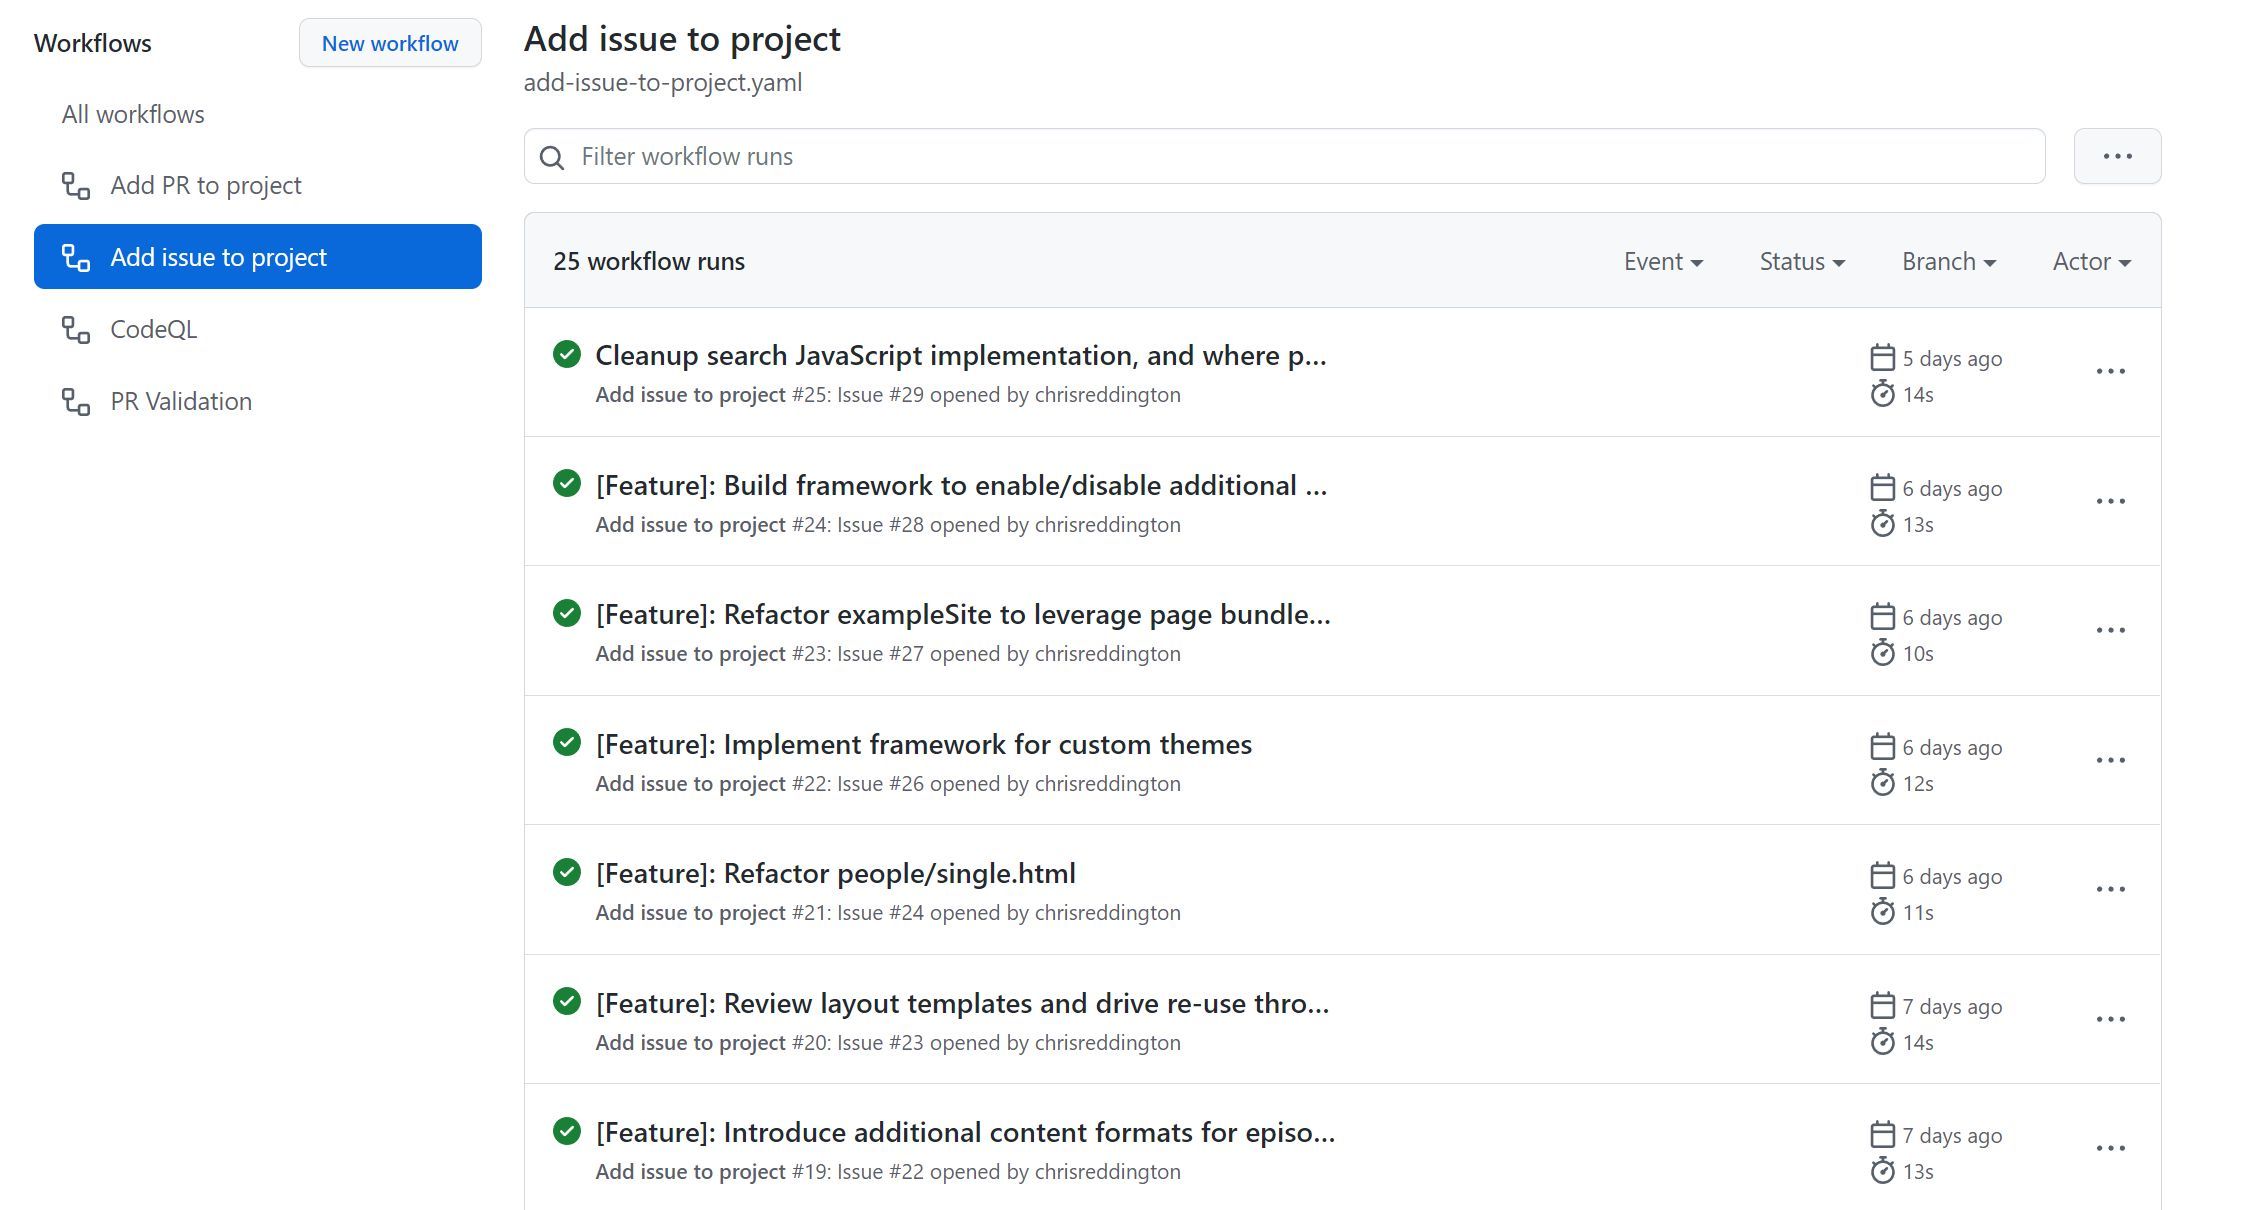 Workflows
New workflow
All workflows
Add PR to project
Add issue to project
CodeQL
PR Validation
Add issue to project
add-issue-to-project.yaml
Filter workflow runs
25 workflow runs
Event
Status
Branch
Actor
Cleanup search JavaScript implementation, and where p...
Add issue to project #25: Issue #29 opened by chrisreddington
5 days ago
14s
[Feature]: Build framework to enable/disable additional ...
Add issue to project #24: Issue #28 opened by chrisreddington
6 days ago
13s
[Feature]: Refactor exampleSite to leverage page bundle...
Add issue to project #23: Issue #27 opened by chrisreddington
6 days ago
10s
[Feature]: Implement framework for custom themes
Add issue to project #22: Issue #26 opened by chrisreddington
6 days ago
12s
[Feature]: Refactor people/single.html
Add issue to project #21: Issue #24 opened by chrisreddington
6 days ago
11s
[Feature]: Review layout templates and drive re-use thro...
Add issue to project #20: Issue #23 opened by chrisreddington
7 days ago
14s
[Feature]: Introduce additional content formats for episo...
Add issue to project #19: Issue #22 opened by chrisreddington
7 days ago
13s